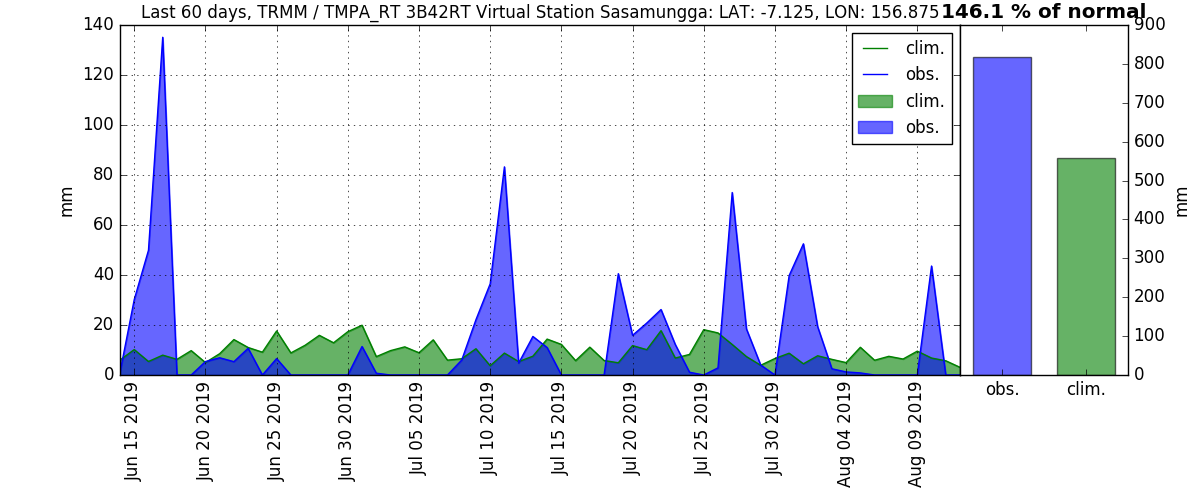 Last 60 days, TRMM / TMPA_RT 3B42RT Virtual Station Sasamungga: LAT: -7.125, LON: 156.875
146.1 % of normal
mm
140
120
100
80
60
40
20
0
clim.
obs.
clim.
obs.
Jun 15 2019
Jun 20 2019
Jun 25 2019
Jun 30 2019
Jul 05 2019
Jul 10 2019
Jul 15 2019
Jul 20 2019
Jul 25 2019
Jul 30 2019
Aug 04 2019
Aug 09 2019
900
800
700
600
500
400
300
200
100
0
mm
obs.
clim.